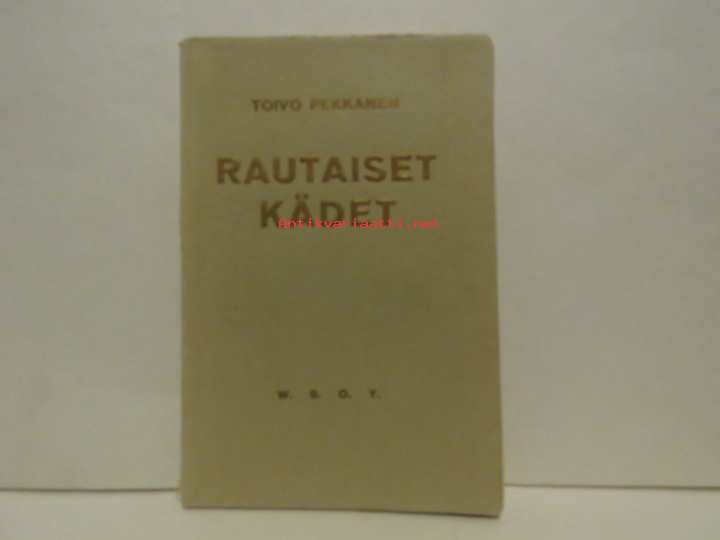 TOIVO PEKKANEN
RAUTAISET
KÄDET
Antikvariaatti.net
W. S. O. Y.